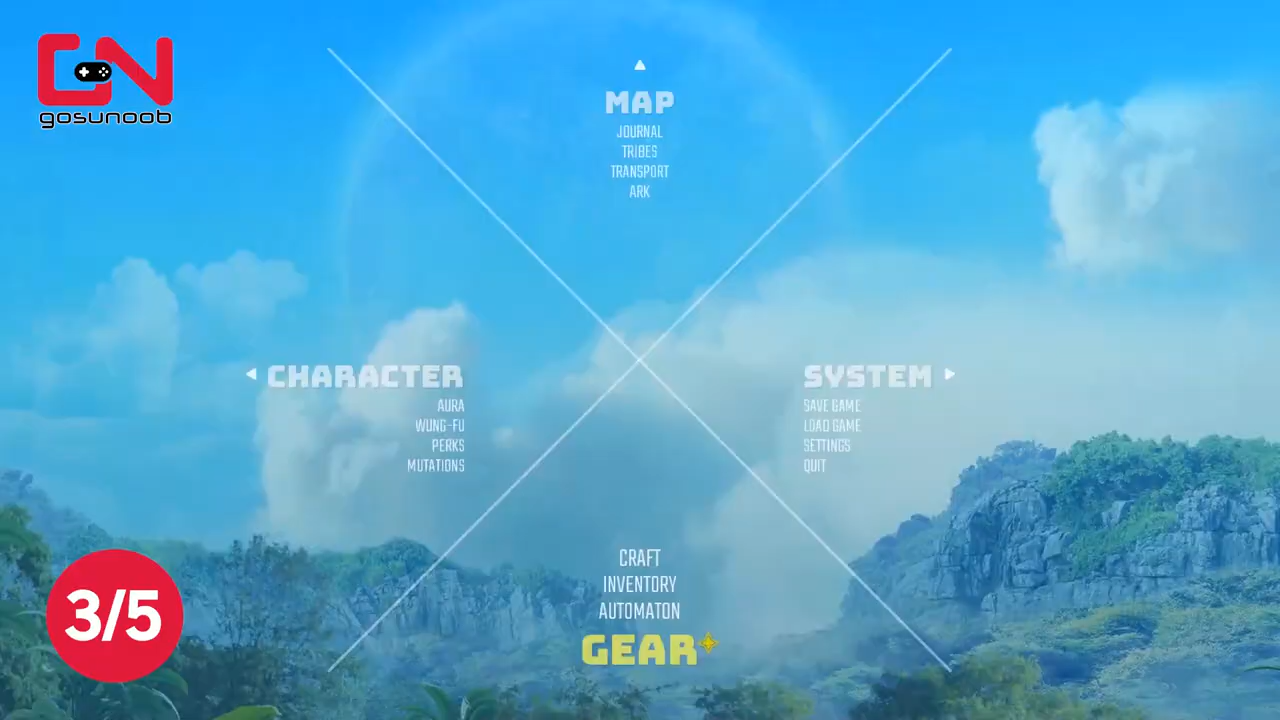 GN
gosunoob
MAP
JOURNAL
TRIBES
TRANSPORT
ARK
CHARACTER
AURA
WUNG-FU
PERKS
MUTATIONS
SYSTEM
SAVE GAME
LOAD GAME
SETTINGS
QUIT
CRAFT
INVENTORY
AUTOMATON
GEAR
3/5